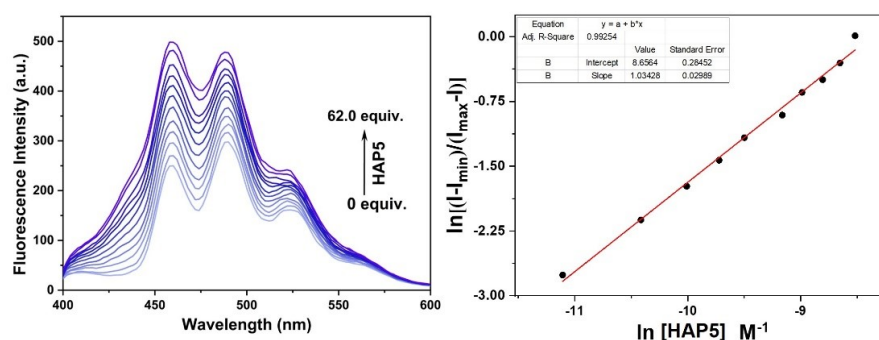 Fluorescence Intensity (a.u.)
500
400
300
200
100
0
62.0 equiv.
HAP5
0 equiv.
400 450 500 550 600
Wavelength (nm)
ln[(I-Imin)/(Imax-I)]
0.00
-0.75
-1.50
-2.25
-3.00
Equation y = a + b*x
Adj. R-Square 0.99254
Value Standard Error
B Intercept 8.6564 0.28452
B Slope 1.03428 0.02989
-11 -10 -9
ln [HAP5] M-1